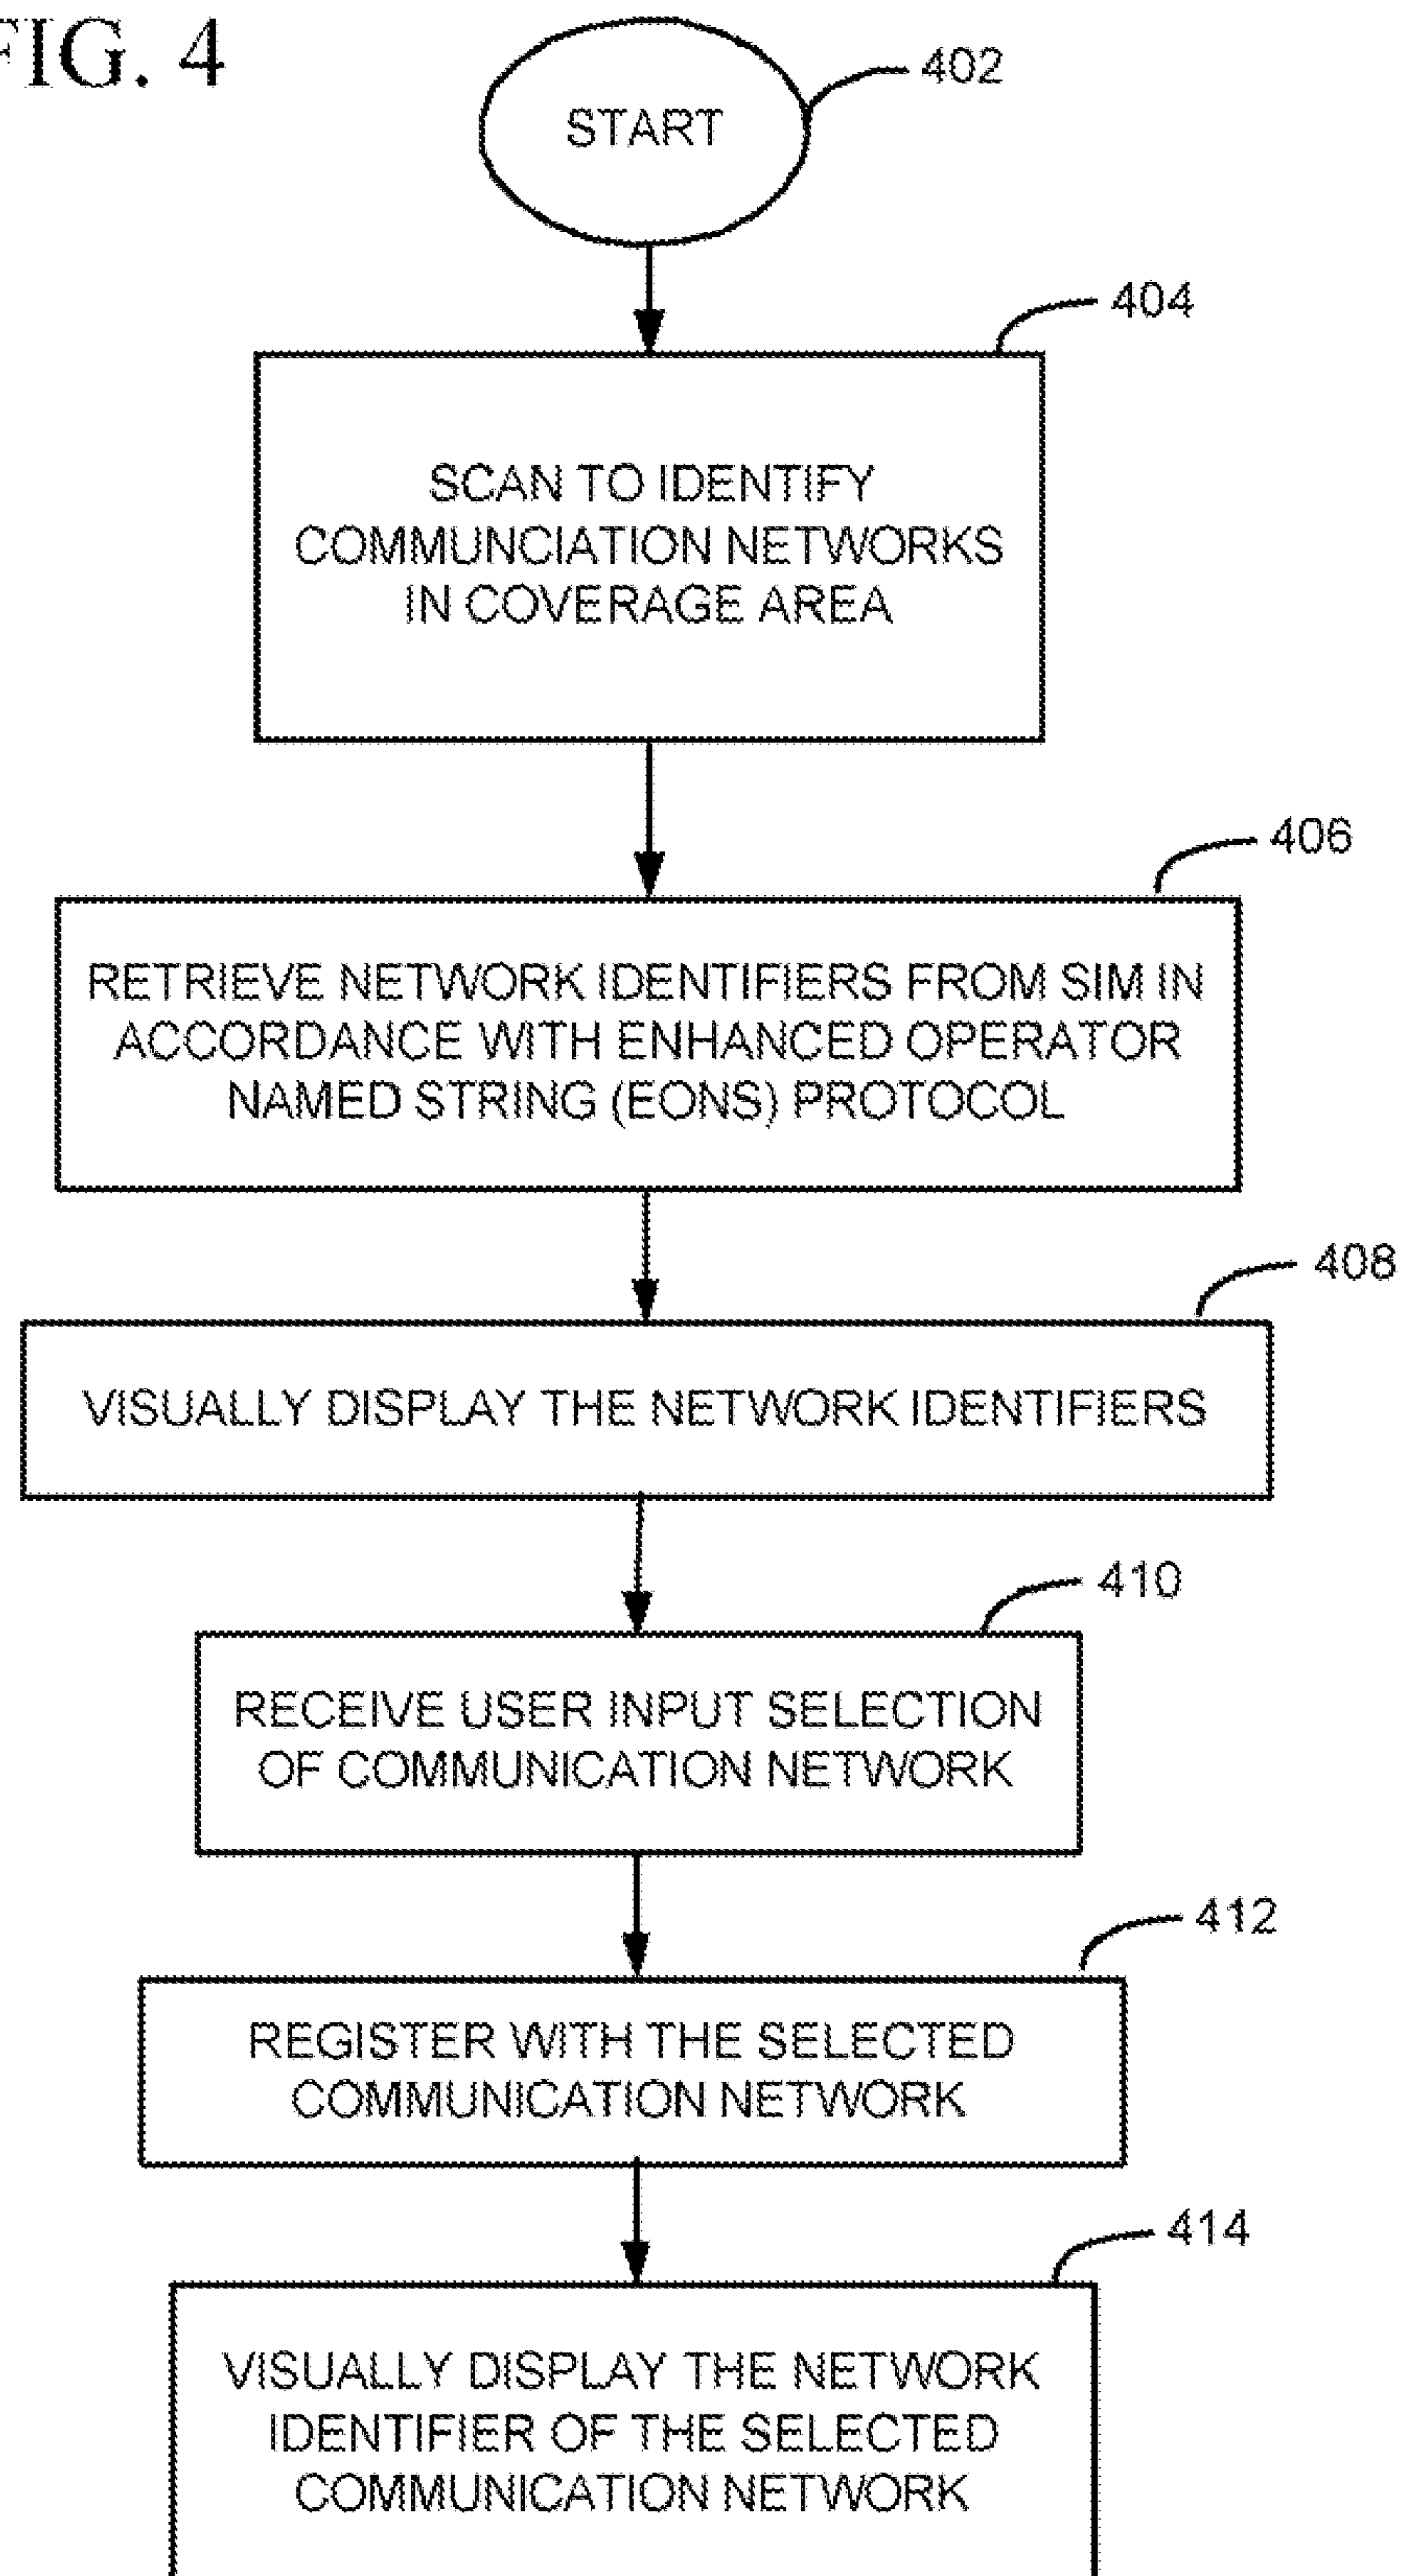 FIG. 4
START
402
404
SCAN TO IDENTIFY
COMMUNCIATION NETWORKS
IN COVERAGE AREA
406
RETRIEVE NETWORK IDENTIFIERS FROM SIM IN
ACCORDANCE WITH ENHANCED OPERATOR
NAMED STRING (EONS) PROTOCOL
408
VISUALLY DISPLAY THE NETWORK IDENTIFIERS
410
RECEIVE USER INPUT SELECTION
OF COMMUNICATION NETWORK
412
REGISTER WITH THE SELECTED
COMMUNICATION NETWORK
414
VISUALLY DISPLAY THE NETWORK
IDENTIFIER OF THE SELECTED
COMMUNICATION NETWORK